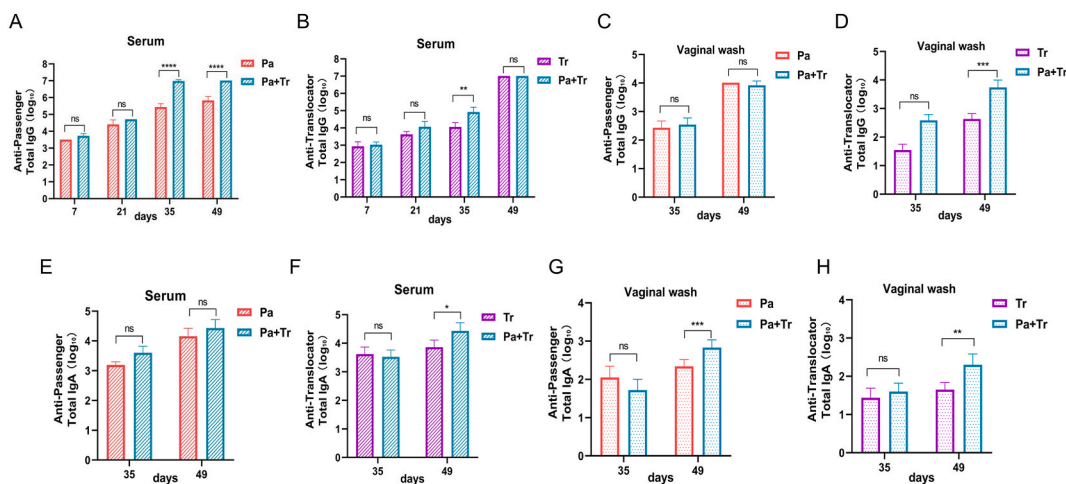 A
Serum
Pa
Pa+Tr
Anti-Passenger
Total IgG (log₁₀)
8
7
6
5
4
3
2
1
0
ns
ns
****
****
7 21 35 49
days
B
Serum
Tr
Pa+Tr
Anti-Translocator
Total IgG (log₁₀)
8
7
6
5
4
3
2
1
0
ns
ns
**
ns
7 21 35 49
days
C
Vaginal wash
Pa
Pa+Tr
Anti-Passenger
Total IgG (log₁₀)
5
4
3
2
1
0
ns
ns
35 49
days
D
Vaginal wash
Tr
Pa+Tr
Anti-Translocator
Total IgG (log₁₀)
5
4
3
2
1
0
ns
***
35 49
days
E
Serum
Pa
Pa+Tr
Anti-Passenger
Total IgA (log₁₀)
5
4
3
2
1
0
ns
ns
35 49
days
F
Serum
Tr
Pa+Tr
Anti-Translocator
Total IgA (log₁₀)
5
4
3
2
1
0
ns
*
35 49
days
G
Vaginal wash
Pa
Pa+Tr
Anti-Passenger
Total IgA (log₁₀)
4
3
2
1
0
ns
***
35 49
days
H
Vaginal wash
Tr
Pa+Tr
Anti-Translocator
Total IgA (log₁₀)
4
3
2
1
0
ns
**
35 49
days